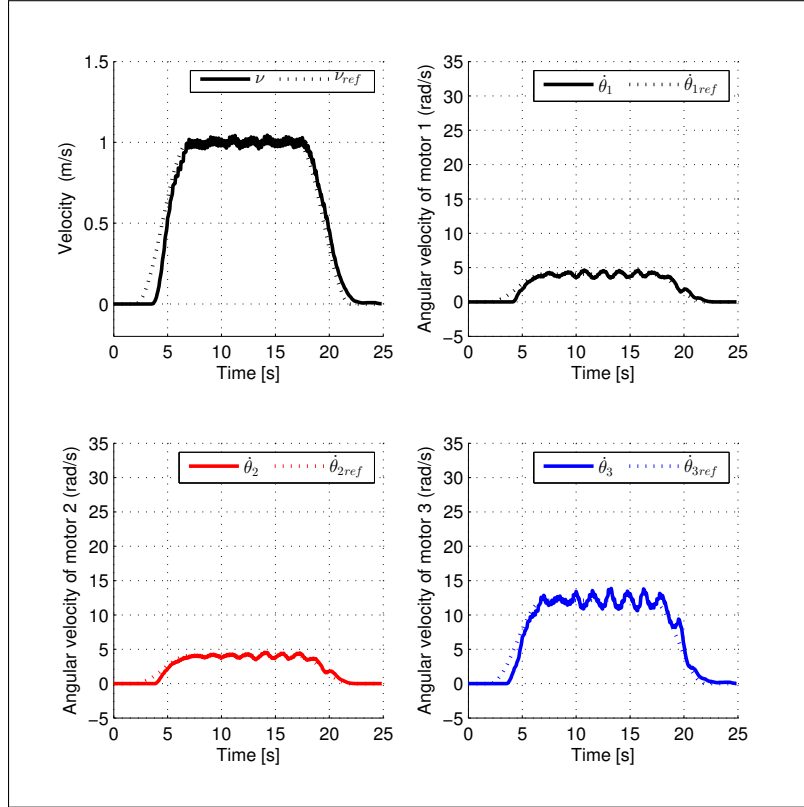 ν ν_ref
1.5
1
0.5
0
0 5 10 15 20 25
Time [s]
Velocity (m/s)
θ̇_1 θ̇_1ref
35
30
25
20
15
10
5
0
−5
0 5 10 15 20 25
Time [s]
Angular velocity of motor 1 (rad/s)
θ̇_2 θ̇_2ref
35
30
25
20
15
10
5
0
−5
0 5 10 15 20 25
Time [s]
Angular velocity of motor 2 (rad/s)
θ̇_3 θ̇_3ref
35
30
25
20
15
10
5
0
−5
0 5 10 15 20 25
Time [s]
Angular velocity of motor 3 (rad/s)